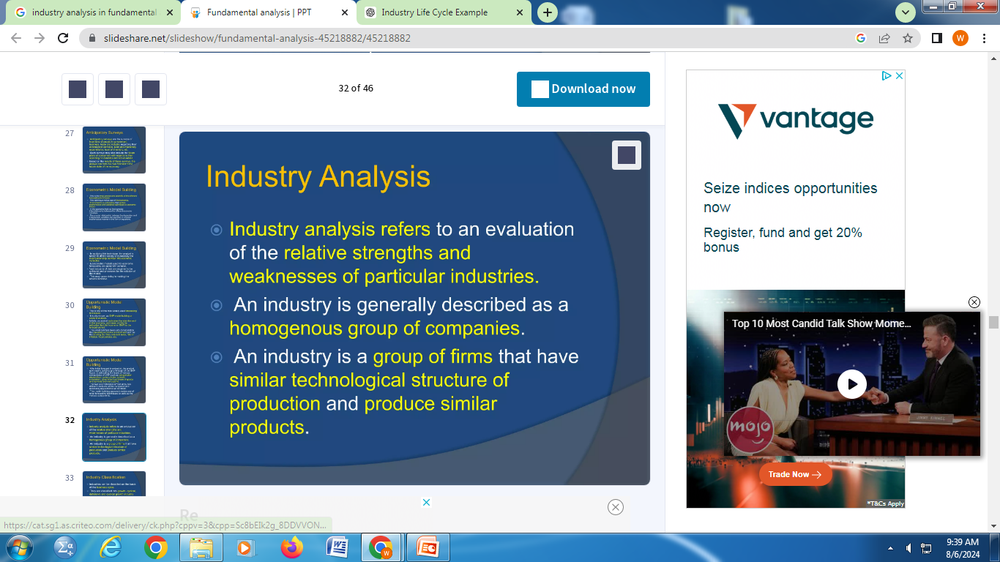 industry analysis in fundamental
Fundamental analysis | PPT
Industry Life Cycle Example
slideshare.net/slideshow/fundamental-analysis-45218882/45218882
W
32 of 46
Download now
27
Anticipatory Surveys
28
Econometric Model Building
29
Econometric Model Building
30
Opportunistic Model
Building
31
Opportunistic Model
Building
32
Industry Analysis
33
Industry Classification
Industry Analysis
Industry analysis refers to an evaluation
of the relative strengths and
weaknesses of particular industries.
An industry is generally described as a
homogenous group of companies.
An industry is a group of firms that have
similar technological structure of
production and produce similar
products.
vantage
Seize indices opportunities
now
Register, fund and get 20%
bonus
Top 10 Most Candid Talk Show Mome...
JIMMY KIMMEL
mojo
Trade Now
*T&Cs Apply
Re
https://cat.sg1.as.criteo.com/delivery/ck.php?cppv=3&cpp=Sc8bEIk2g_8DDVVON...
9:39 AM
8/6/2024